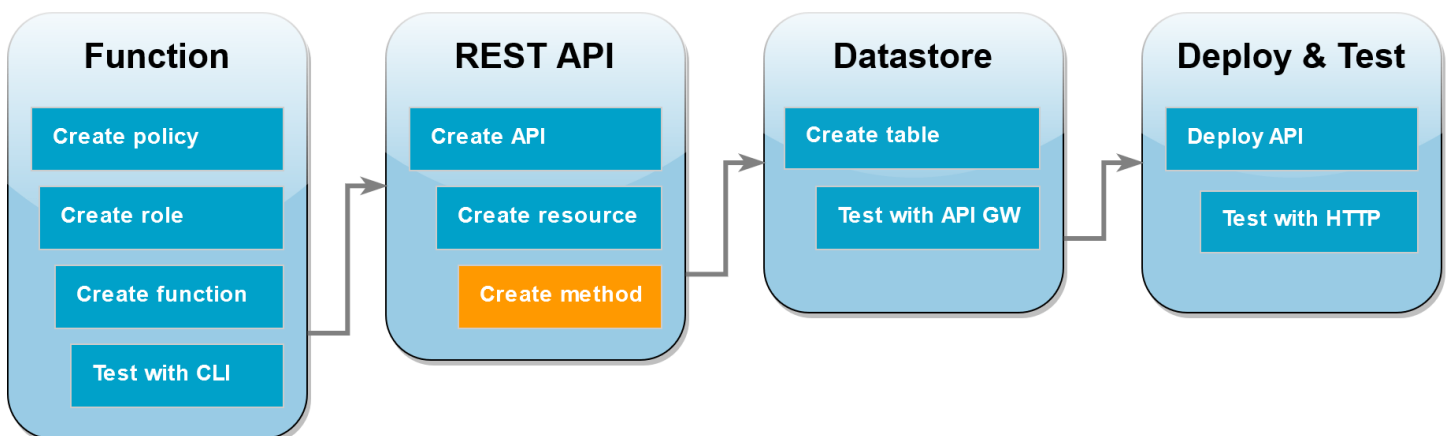 Function
Create policy
Create role
Create function
Test with CLI
REST API
Create API
Create resource
Create method
Datastore
Create table
Test with API GW
Deploy & Test
Deploy API
Test with HTTP